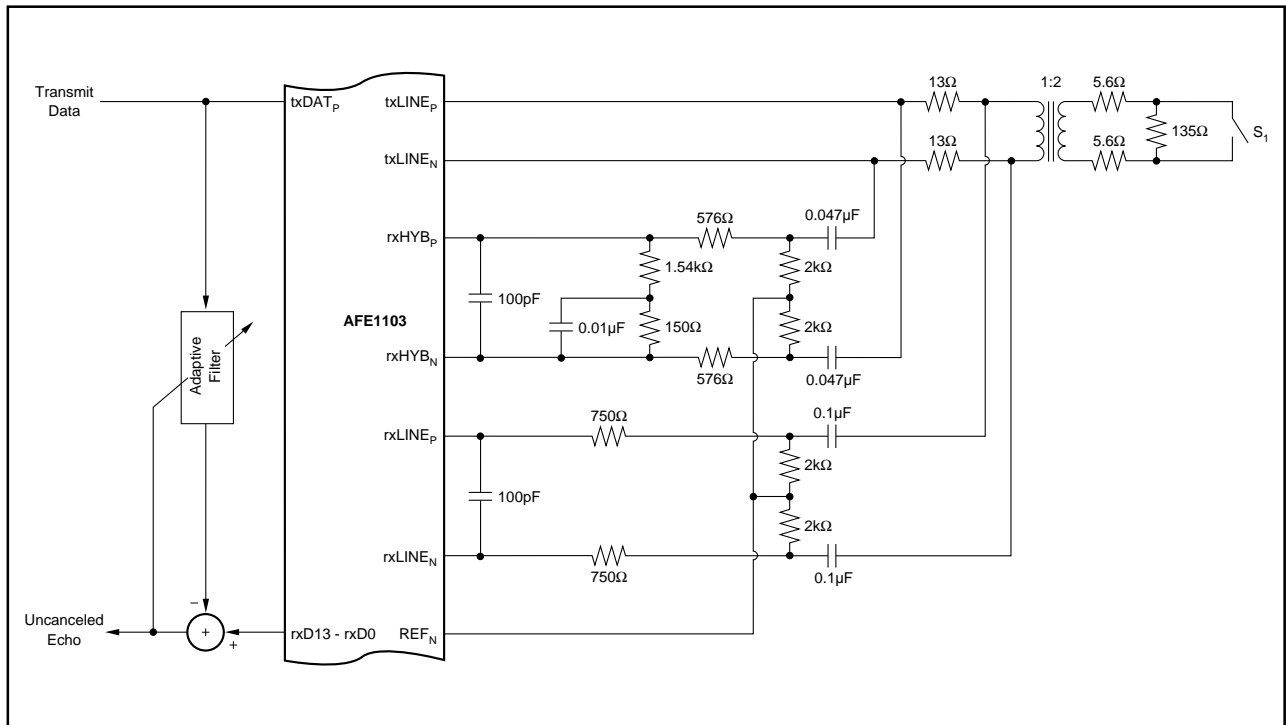 Transmit
Data
txDATP
txLINEP
13Ω
1:2
5.6Ω
135Ω
S1
txLINEN
13Ω
5.6Ω
576Ω
0.047µF
rxHYBP
1.54kΩ
2kΩ
100pF
AFE1103
0.01µF
150Ω
2kΩ
rxHYBN
576Ω
0.047µF
Adaptive
Filter
750Ω
0.1µF
rxLINEP
2kΩ
100pF
2kΩ
rxLINEN
750Ω
0.1µF
–
Uncanceled
Echo
+
+
rxD13 - rxD0
REFN